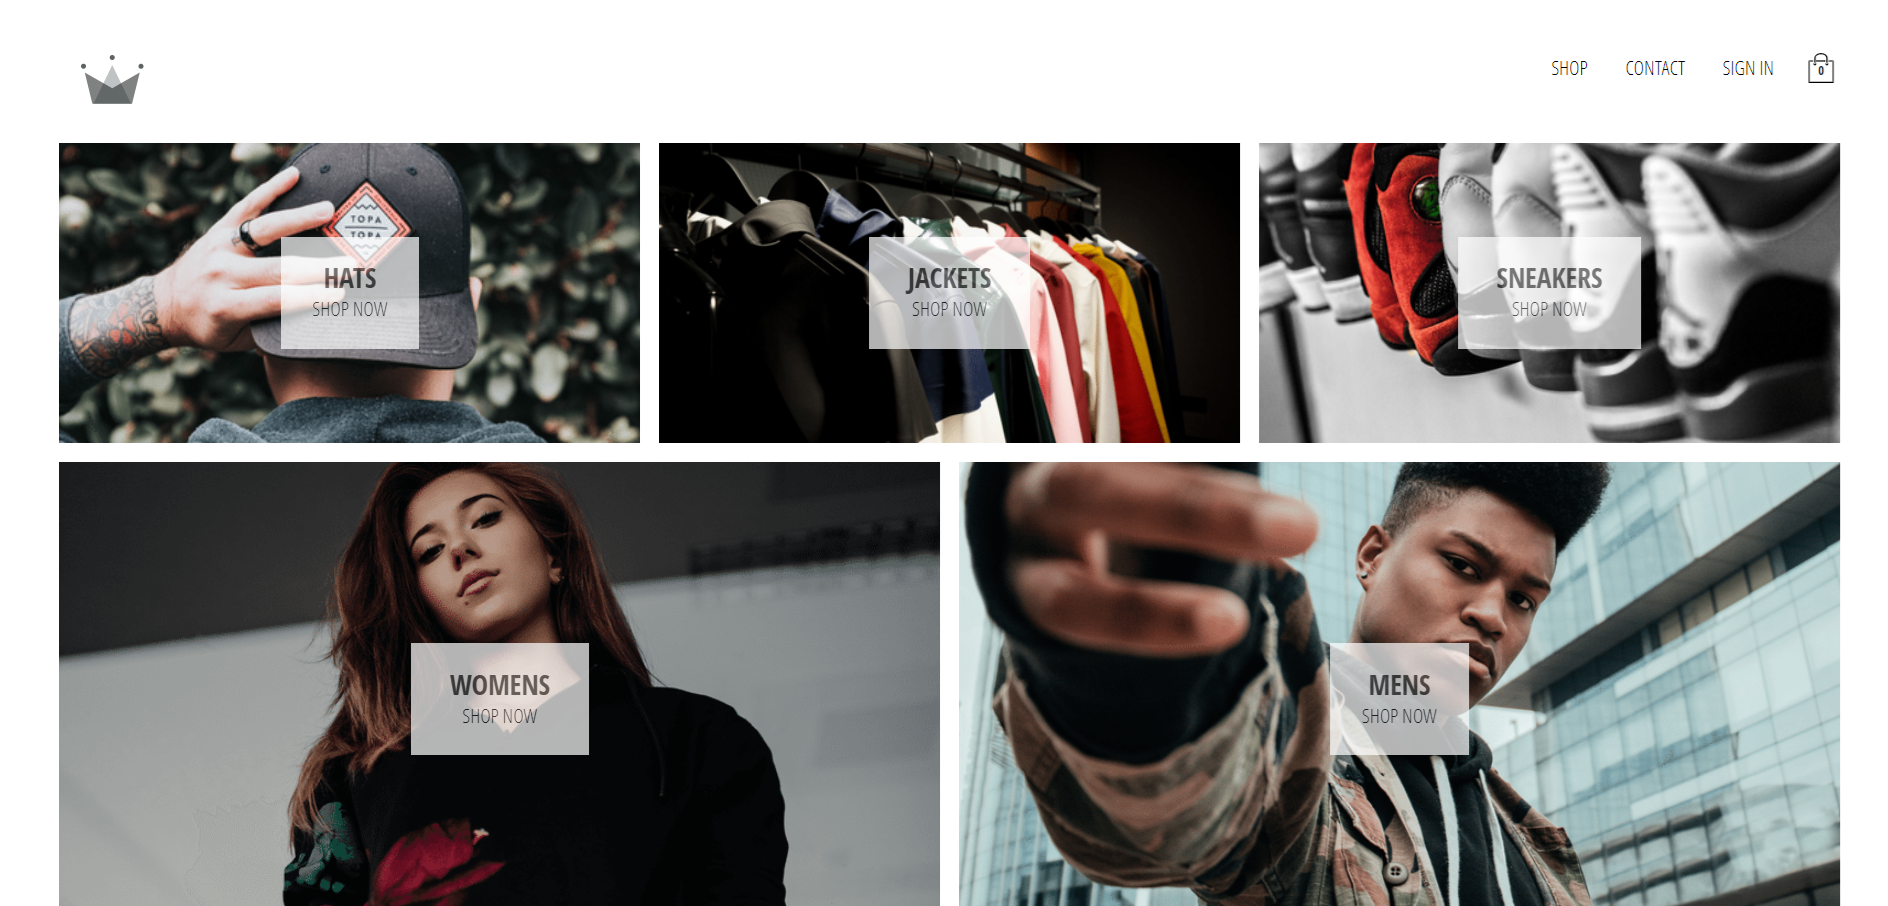 SHOP CONTACT SIGN IN 0
TOPA
TOPA
HATS
SHOP NOW
JACKETS
SHOP NOW
SNEAKERS
SHOP NOW
WOMENS
SHOP NOW
MENS
SHOP NOW